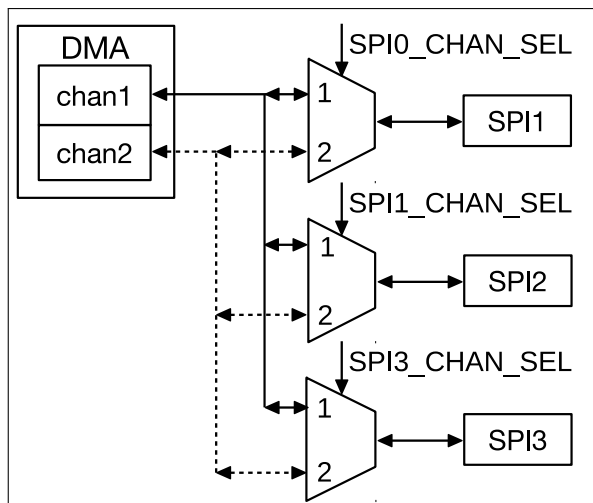 DMA
chan1
chan2
SPI0_CHAN_SEL
1
2
SPI1
SPI1_CHAN_SEL
1
2
SPI2
SPI3_CHAN_SEL
1
2
SPI3